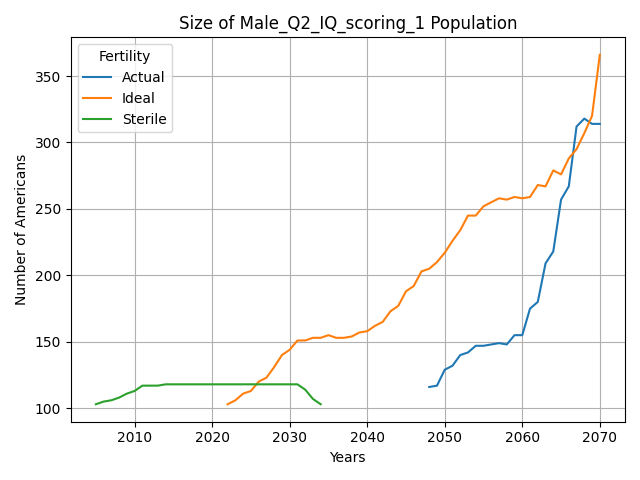 Size of Male_Q2_IQ_scoring_1 Population
Fertility
Actual
Ideal
Sterile
Number of Americans
350
300
250
200
150
100
2010
2020
2030
2040
2050
2060
2070
Years